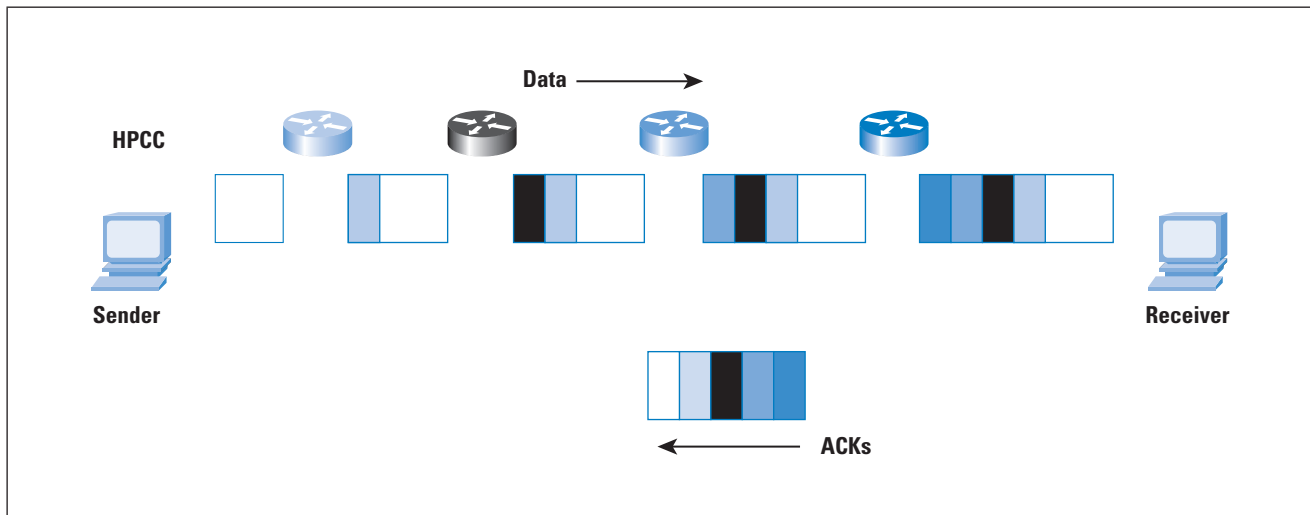 Data
HPCC
Sender
Receiver
ACKs